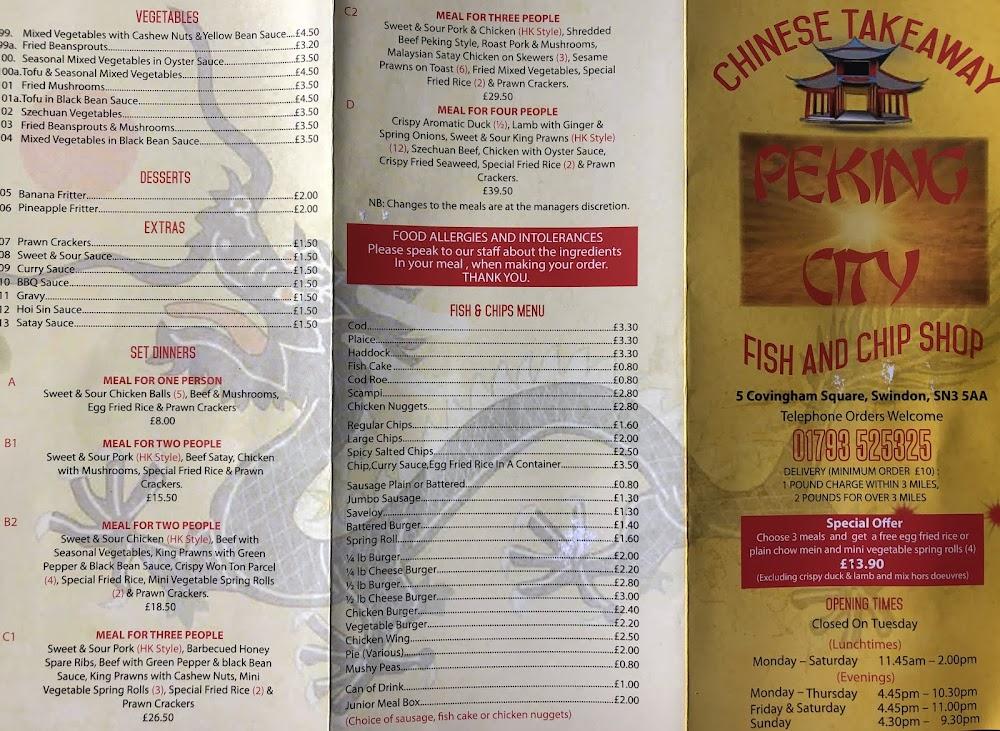 VEGETABLES
99. Mixed Vegetables with Cashew Nuts & Yellow Bean Sauce....£4.50
99a. Fried Beansprouts....£3.20
00. Seasonal Mixed Vegetables in Oyster Sauce....£3.50
00a.Tofu & Seasonal Mixed Vegetables....£4.50
01 Fried Mushrooms....£3.50
01a.Tofu in Black Bean Sauce....£4.50
02 Szechuan Vegetables....£3.50
03 Fried Beansprouts & Mushrooms....£3.50
04 Mixed Vegetables in Black Bean Sauce....£3.50
DESSERTS
05 Banana Fritter....£2.00
06 Pineapple Fritter....£2.00
EXTRAS
07 Prawn Crackers....£1.50
08 Sweet & Sour Sauce....£1.50
09 Curry Sauce....£1.50
10 BBQ Sauce....£1.50
11 Gravy....£1.50
12 Hoi Sin Sauce....£1.50
13 Satay Sauce....£1.50
SET DINNERS
A MEAL FOR ONE PERSON
Sweet & Sour Chicken Balls (5), Beef & Mushrooms,
Egg Fried Rice & Prawn Crackers
£8.00
B1 MEAL FOR TWO PEOPLE
Sweet & Sour Pork (HK Style), Beef Satay, Chicken
with Mushrooms, Special Fried Rice & Prawn
Crackers.
£15.50
B2 MEAL FOR TWO PEOPLE
Sweet & Sour Chicken (HK Style), Beef with
Seasonal Vegetables, King Prawns with Green
Pepper & Black Bean Sauce, Crispy Won Ton Parcel
(4), Special Fried Rice, Mini Vegetable Spring Rolls
(2) & Prawn Crackers.
£18.50
C1 MEAL FOR THREE PEOPLE
Sweet & Sour Pork (HK Style), Barbecued Honey
Spare Ribs, Beef with Green Pepper & black Bean
Sauce, King Prawns with Cashew Nuts, Mini
Vegetable Spring Rolls (3), Special Fried Rice (2) &
Prawn Crackers
£26.50
C2 MEAL FOR THREE PEOPLE
Sweet & Sour Pork & Chicken (HK Style), Shredded
Beef Peking Style, Roast Pork & Mushrooms,
Malaysian Satay Chicken on Skewers (3), Sesame
Prawns on Toast (6), Fried Mixed Vegetables, Special
Fried Rice (2) & Prawn Crackers.
£29.50
D MEAL FOR FOUR PEOPLE
Crispy Aromatic Duck (½), Lamb with Ginger &
Spring Onions, Sweet & Sour King Prawns (HK Style)
(12), Szechuan Beef, Chicken with Oyster Sauce,
Crispy Fried Seaweed, Special Fried Rice (2) & Prawn
Crackers.
£39.50
NB: Changes to the meals are at the managers discretion.
FOOD ALLERGIES AND INTOLERANCES
Please speak to our staff about the ingredients
In your meal , when making your order.
THANK YOU.
FISH & CHIPS MENU
Cod....£3.30
Plaice....£3.30
Haddock....£3.30
Fish Cake....£0.80
Cod Roe....£0.80
Scampi....£2.80
Chicken Nuggets....£2.80
Regular Chips....£1.60
Large Chips....£2.00
Spicy Salted Chips....£2.50
Chip,Curry Sauce,Egg Fried Rice In A Container....£3.50
Sausage Plain or Battered....£0.80
Jumbo Sausage....£1.30
Saveloy....£1.30
Battered Burger....£1.40
Spring Roll....£1.60
¼ lb Burger....£2.00
¼ lb Cheese Burger....£2.20
½ lb Burger....£2.80
½ lb Cheese Burger....£3.00
Chicken Burger....£2.40
Vegetable Burger....£2.20
Chicken Wing....£2.50
Pie (Various)....£2.00
Mushy Peas....£0.80
Can of Drink....£1.00
Junior Meal Box....£2.00
(Choice of sausage, fish cake or chicken nuggets)
CHINESE TAKEAWAY
PEKING
CITY
FISH AND CHIP SHOP
5 Covingham Square, Swindon, SN3 5AA
Telephone Orders Welcome
01793 525325
DELIVERY (MINIMUM ORDER £10) :
1 POUND CHARGE WITHIN 3 MILES,
2 POUNDS FOR OVER 3 MILES
Special Offer
Choose 3 meals and get a free egg fried rice or
plain chow mein and mini vegetable spring rolls (4)
£13.90
(Excluding crispy duck & lamb and mix hors doeuvres)
OPENING TIMES
Closed On Tuesday
(Lunchtimes)
Monday – Saturday 11.45am – 2.00pm
(Evenings)
Monday – Thursday 4.45pm – 10.30pm
Friday & Saturday 4.45pm – 11.00pm
Sunday 4.30pm – 9.30pm